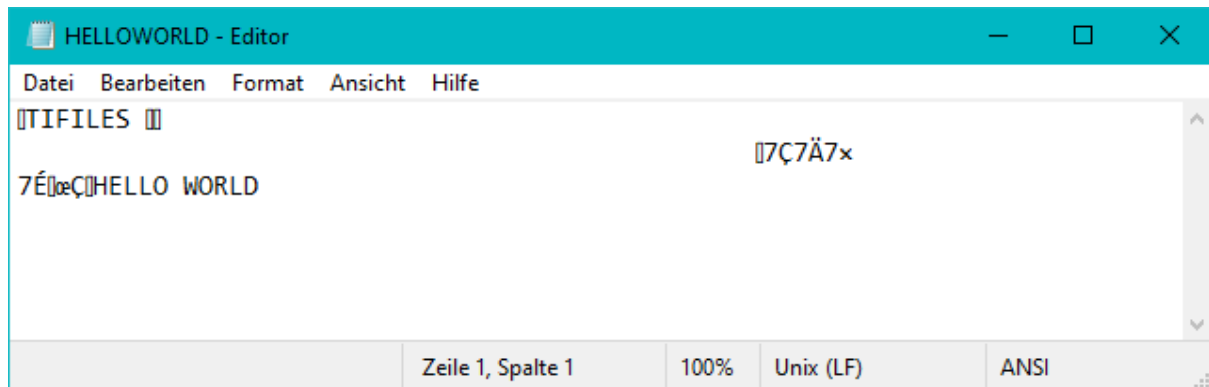 HELLOWORLD - Editor
Datei Bearbeiten Format Ansicht Hilfe
▯TIFILES ▯▯
▯7Ç7Ä7×
7É▯œÇ▯HELLO WORLD
Zeile 1, Spalte 1 100% Unix (LF) ANSI